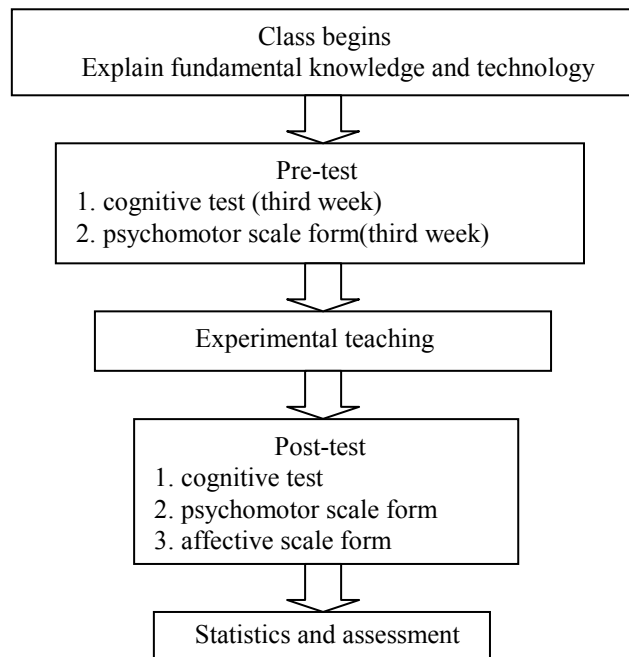 Class begins
Explain fundamental knowledge and technology
Pre-test
1. cognitive test (third week)
2. psychomotor scale form(third week)
Experimental teaching
Post-test
1. cognitive test
2. psychomotor scale form
3. affective scale form
Statistics and assessment